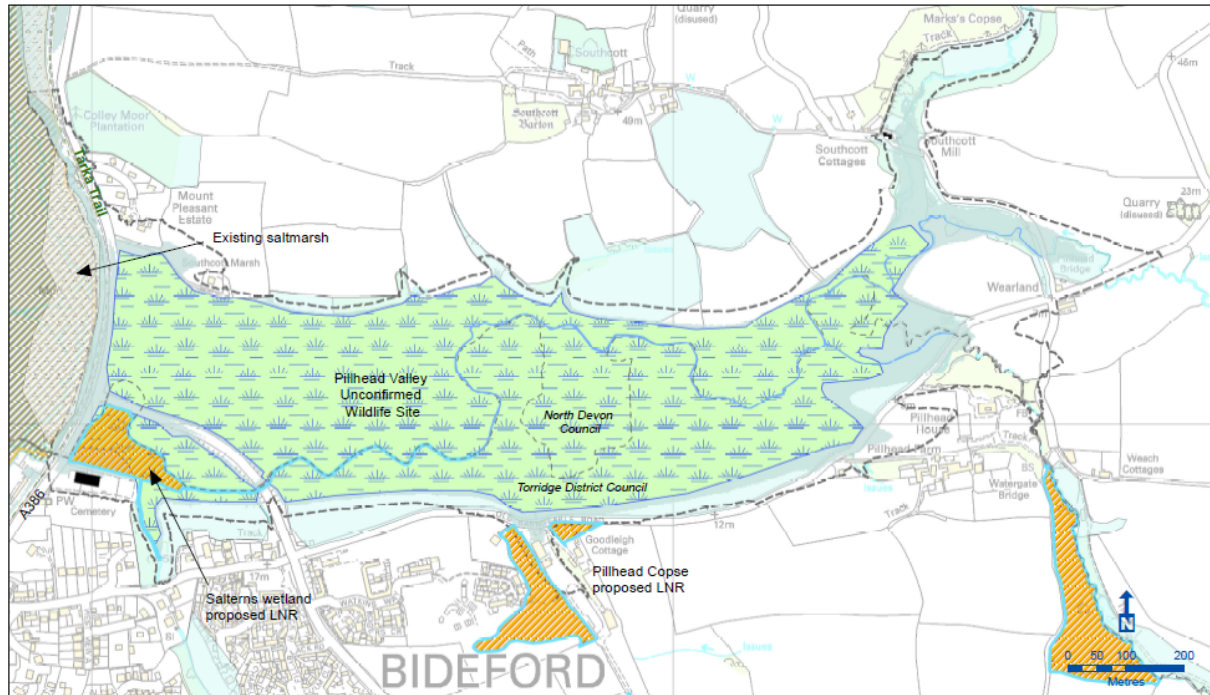 Quarry
(disused)
Marks's Copse
Track
Path
Southcott
Track
46m
W
Colley Moor
Plantation
Southcott
Barton
49m
W
Tarka Trail
Southcott
Cottages
Southcott
Mill
Mount
Pleasant
Estate
Quarry
(disused)
23m
Existing saltmarsh
Southcott Marsh
Pillhead
Bridge
Wearland
Pillhead Valley
Unconfirmed
Wildlife Site
North Devon
Council
Pillhead
House
FB
Track
Pillhead Farm
Weach
Cottages
BS
Watergate
Bridge
Issues
Torridge District Council
A386
PW
Cemetery
Track
Track
12m
Goodleigh
Cottage
17m
Pillhead Copse
proposed LNR
Salterns wetland
proposed LNR
Issues
BIDEFORD
N
0 50 100 200
Metres